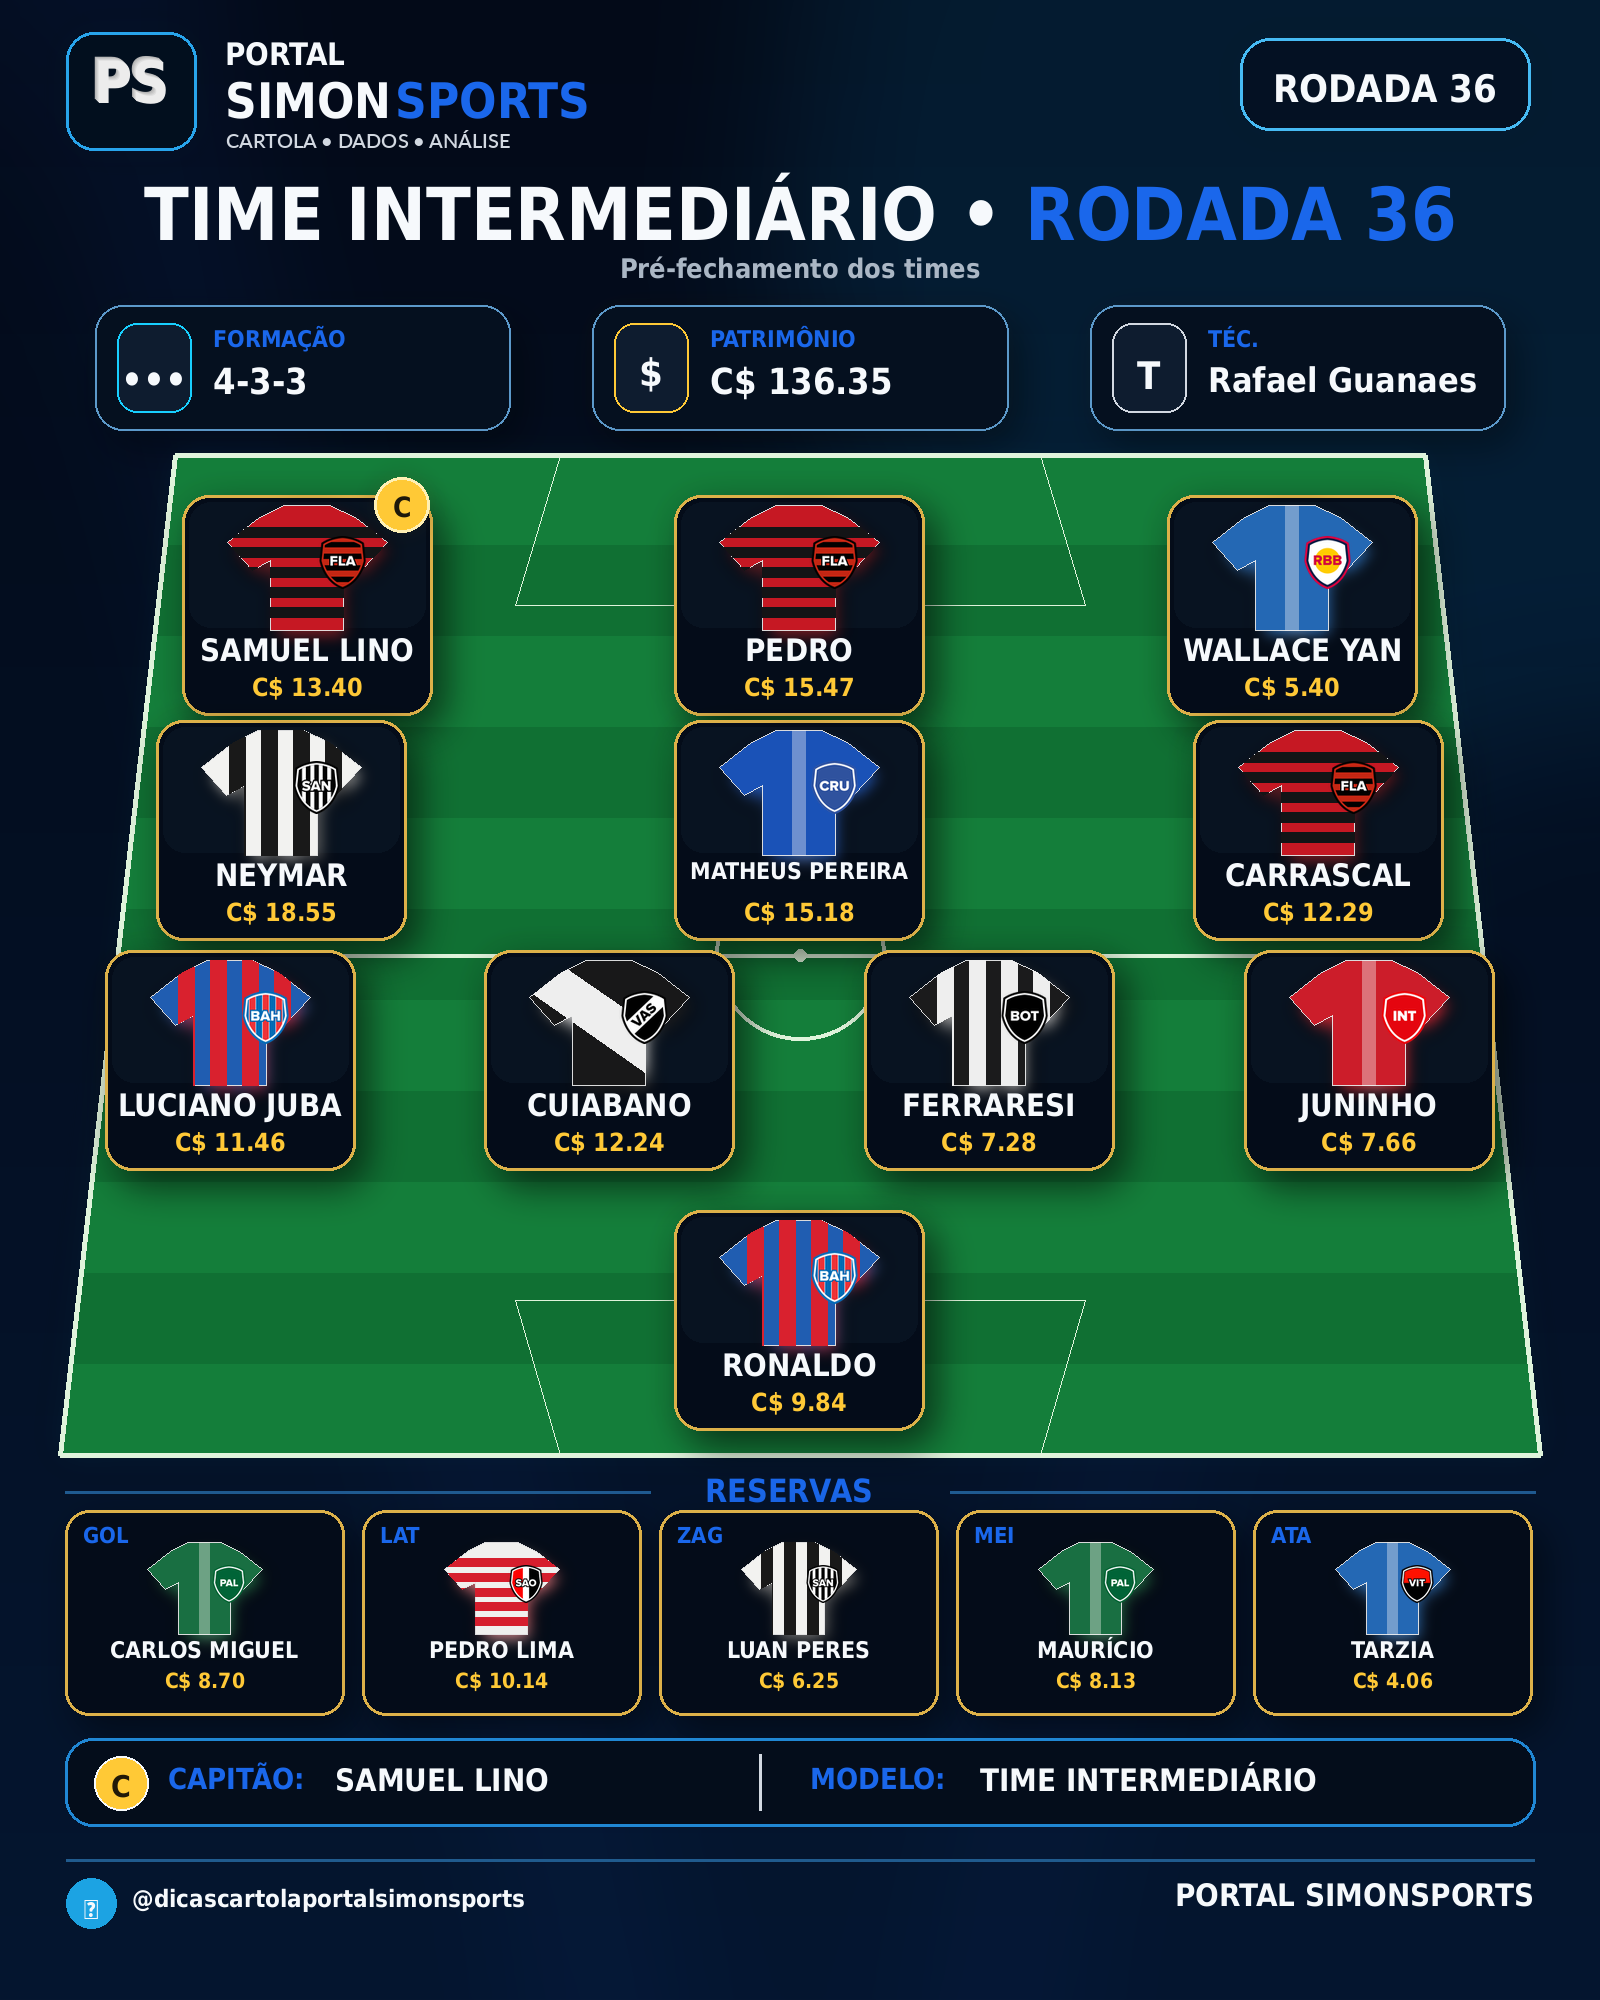 PS
PORTAL
SIMONSPORTS
CARTOLA • DADOS • ANÁLISE
RODADA 36
TIME INTERMEDIÁRIO • RODADA 36
Pré-fechamento dos times
FORMAÇÃO
4-3-3
$
PATRIMÔNIO
C$ 136.35
T
TÉC.
Rafael Guanaes
C
FLA
SAMUEL LINO
C$ 13.40
FLA
PEDRO
C$ 15.47
RBB
WALLACE YAN
C$ 5.40
SAN
NEYMAR
C$ 18.55
CRU
MATHEUS PEREIRA
C$ 15.18
FLA
CARRASCAL
C$ 12.29
BAH
LUCIANO JUBA
C$ 11.46
VAS
CUIABANO
C$ 12.24
BOT
FERRARESI
C$ 7.28
INT
JUNINHO
C$ 7.66
BAH
RONALDO
C$ 9.84
RESERVAS
GOL
PAL
CARLOS MIGUEL
C$ 8.70
LAT
SAO
PEDRO LIMA
C$ 10.14
ZAG
SAN
LUAN PERES
C$ 6.25
MEI
PAL
MAURÍCIO
C$ 8.13
ATA
VIT
TARZIA
C$ 4.06
C CAPITÃO: SAMUEL LINO
MODELO: TIME INTERMEDIÁRIO
@dicascartolaportalsimonsports
PORTAL SIMONSPORTS